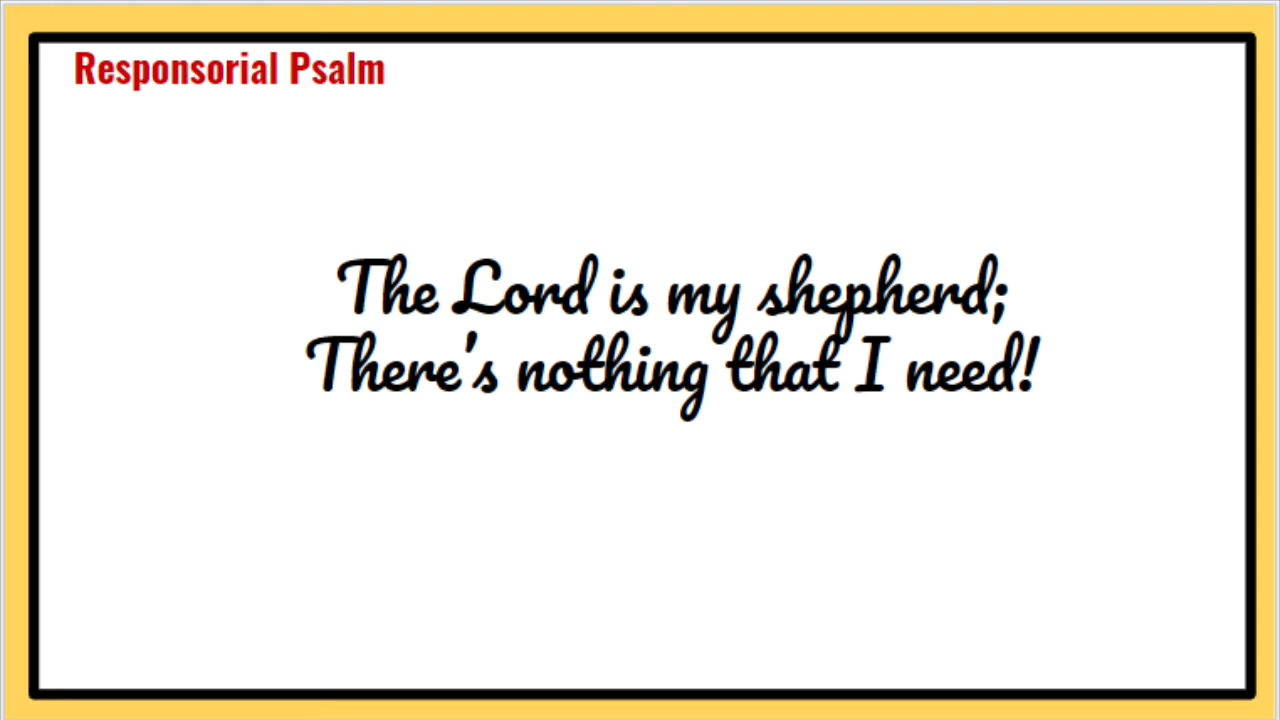 Responsorial Psalm
The Lord is my shepherd;
There's nothing that I need!